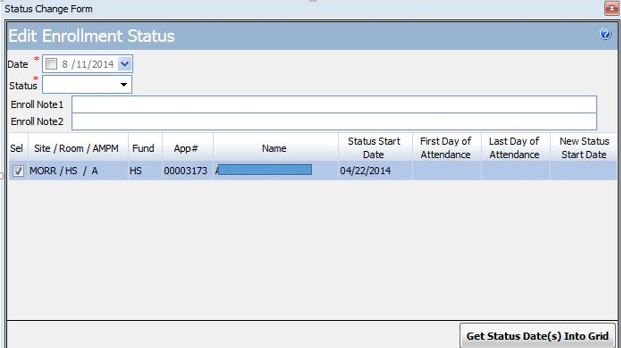 Status Change Form
Edit Enrollment Status
Date * 8 /11/2014
Status *
Enroll Note1
Enroll Note2
Sel Site / Room / AMPM Fund App# Name Status Start Date First Day of Attendance Last Day of Attendance New Status Start Date
MORR / HS / A HS 00003173 04/22/2014
Get Status Date(s) Into Grid